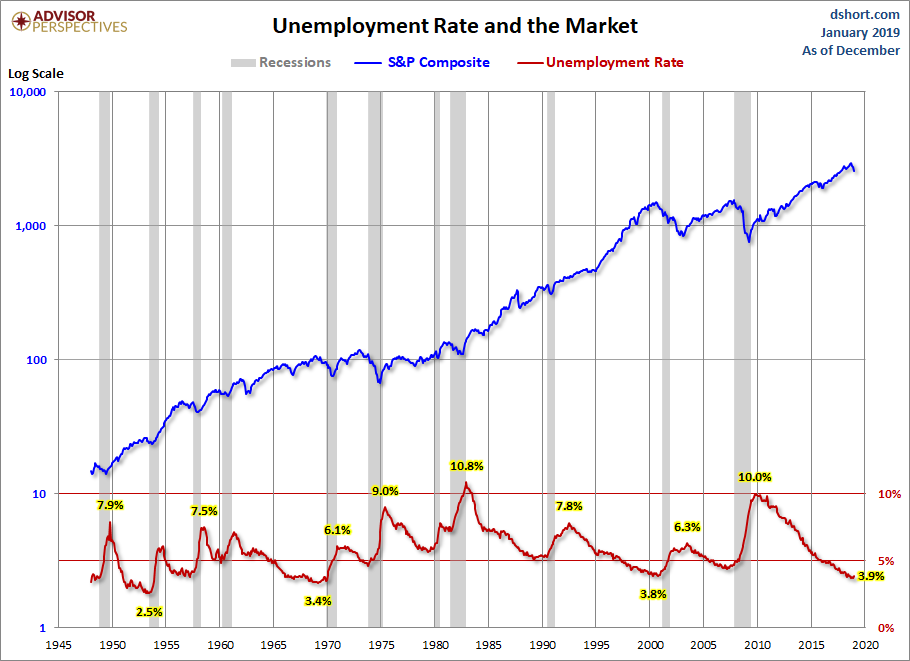 ADVISOR
PERSPECTIVES
Unemployment Rate and the Market
dshort.com
January 2019
As of December
Recessions S&P Composite Unemployment Rate
Log Scale
10,000
1,000
100
10.8%
9.0%
10.0%
10
10%
7.9%
7.5%
7.8%
6.1%
6.3%
5%
3.9%
3.4%
3.8%
2.5%
1
0%
1945 1950 1955 1960 1965 1970 1975 1980 1985 1990 1995 2000 2005 2010 2015 2020